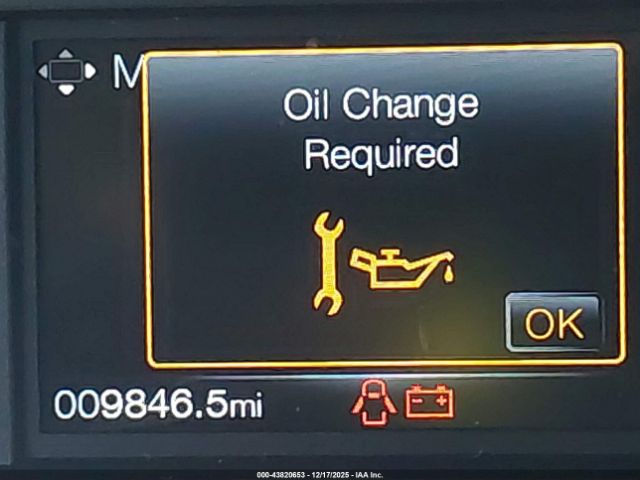 M
Oil Change
Required
OK
009846.5mi
000-43820653 - 12/17/2025 - IAA Inc.